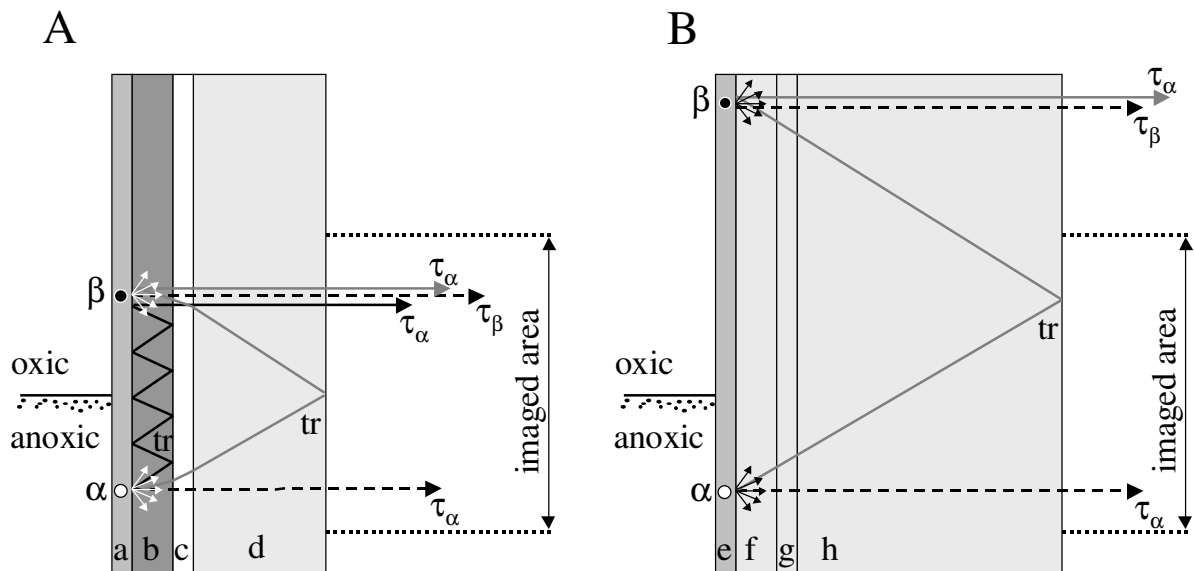 A
β
τα
τβ
τα
oxic
anoxic
tr
tr
α
τα
imaged area
a b c d
B
β
τα
τβ
oxic
anoxic
tr
α
τα
imaged area
e f g h